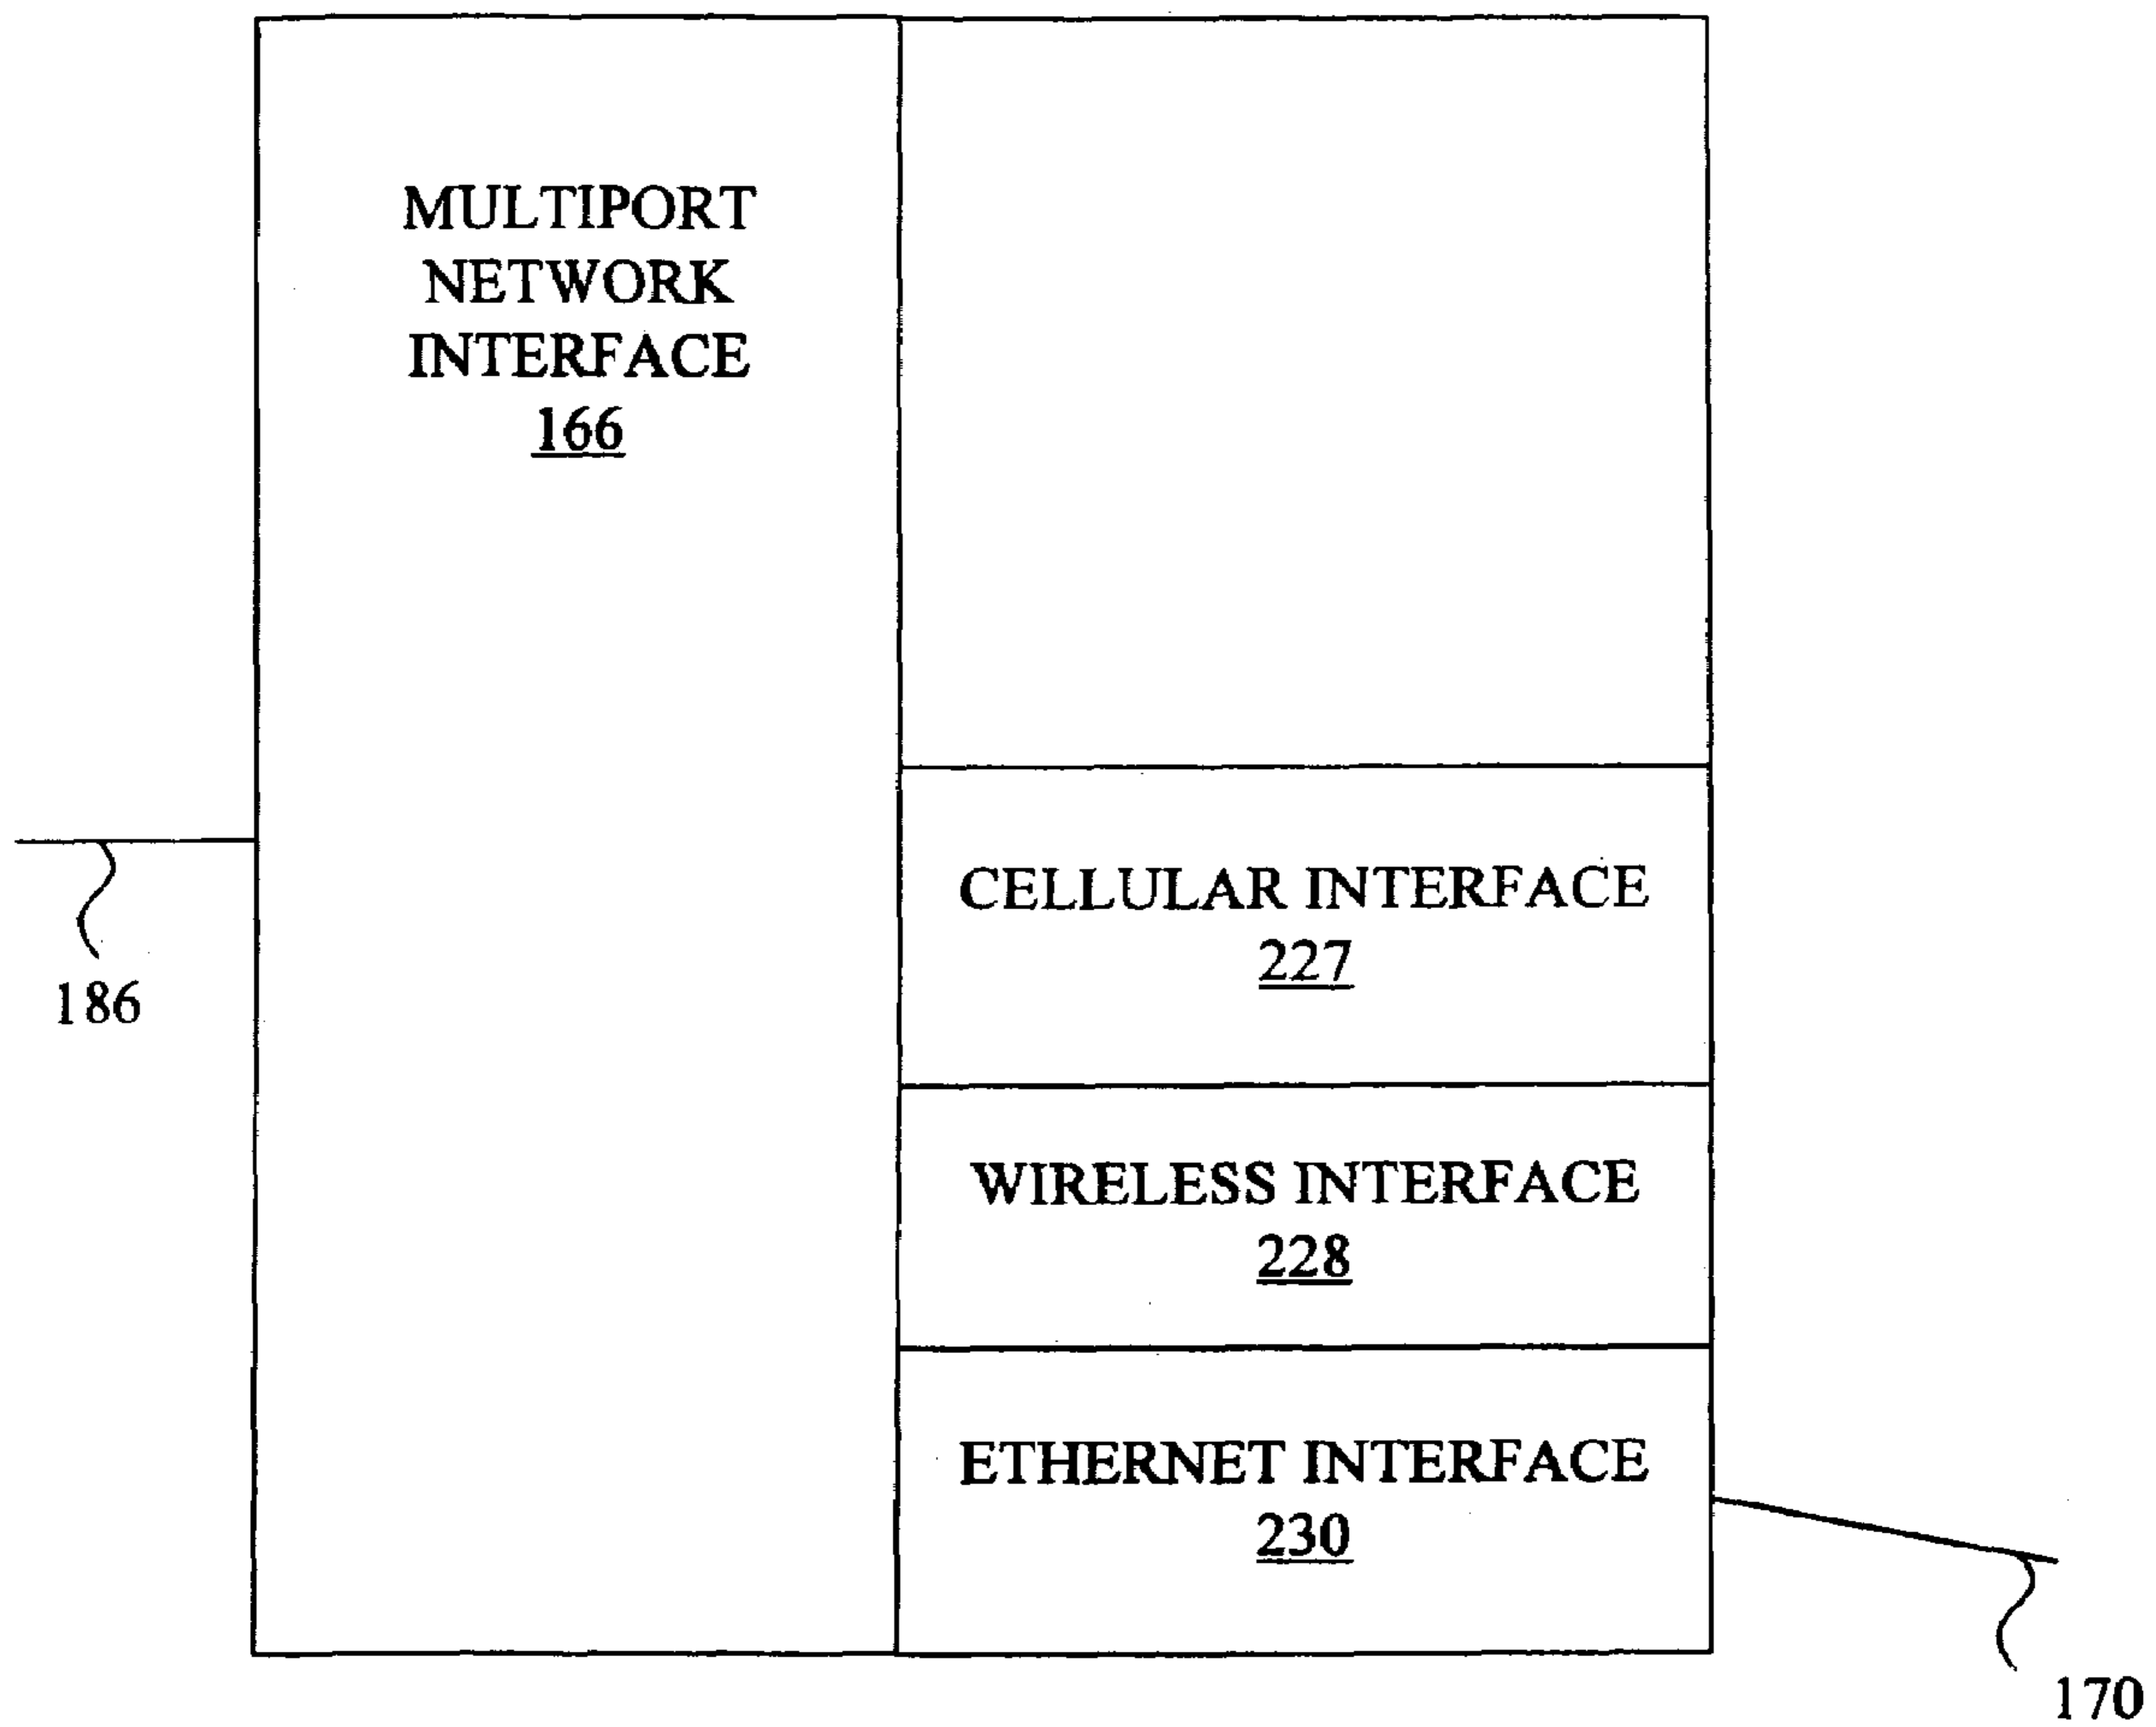 MULTIPORT
NETWORK
INTERFACE
166
CELLULAR INTERFACE
227
186
WIRELESS INTERFACE
228
ETHERNET INTERFACE
230
170